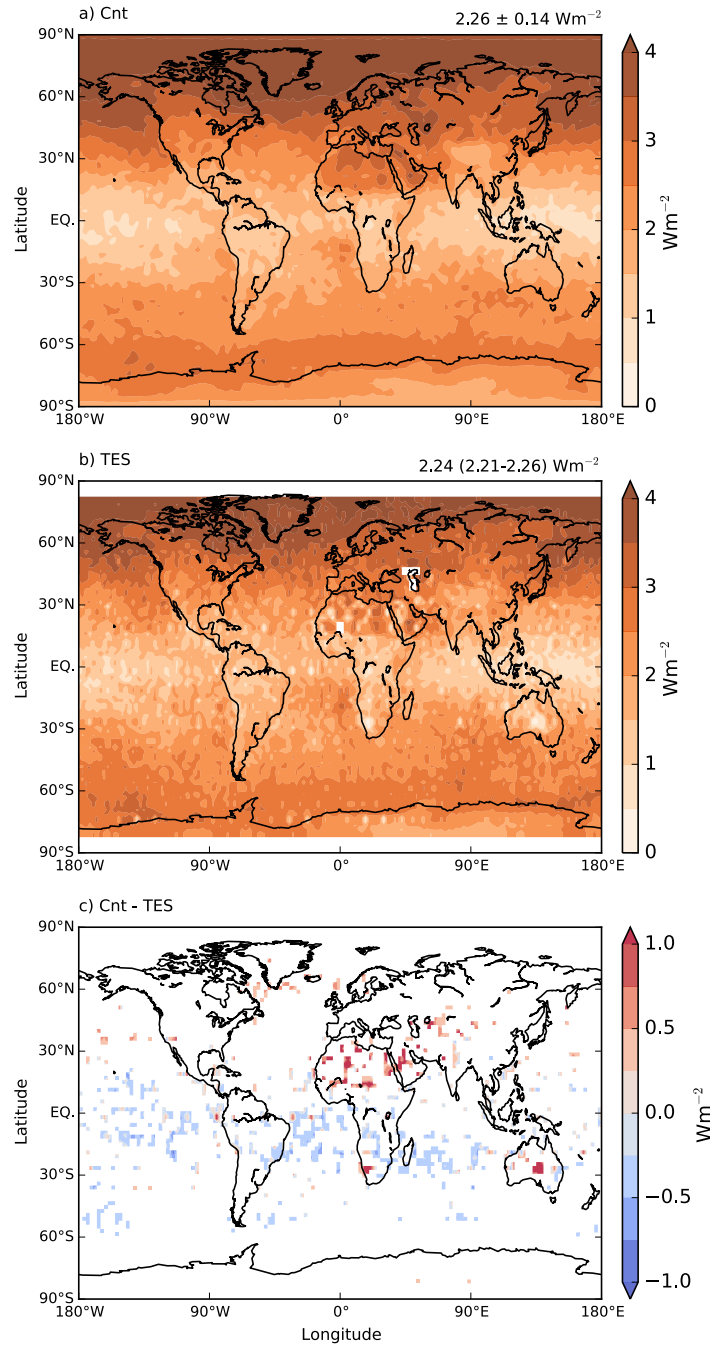 a) Cnt 2.26 ± 0.14 Wm⁻²
90°N
60°N
30°N
EQ.
30°S
60°S
90°S
Latitude
180°W 90°W 0° 90°E 180°E
4
3
2
1
0
Wm⁻²
b) TES 2.24 (2.21-2.26) Wm⁻²
90°N
60°N
30°N
EQ.
30°S
60°S
90°S
Latitude
180°W 90°W 0° 90°E 180°E
4
3
2
1
0
Wm⁻²
c) Cnt - TES
90°N
60°N
30°N
EQ.
30°S
60°S
90°S
Latitude
180°W 90°W 0° 90°E 180°E
Longitude
1.0
0.5
0.0
−0.5
−1.0
Wm⁻²